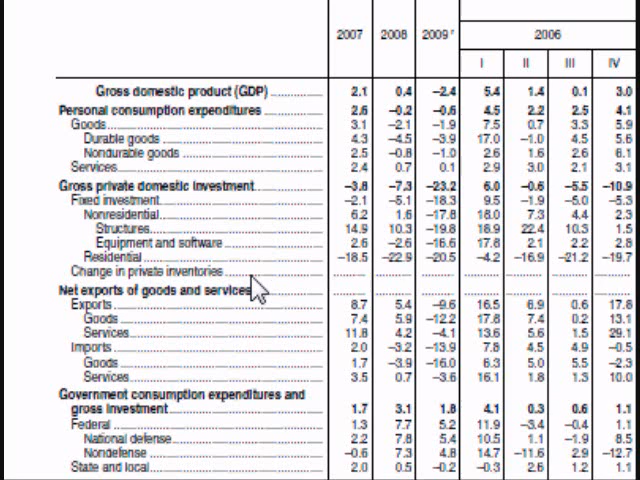 2007 2008 2009 r 2006
I II III IV
Gross domestic product (GDP) 2.1 0.4 –2.4 5.4 1.4 0.1 3.0
Personal consumption expenditures 2.6 –0.2 –0.6 4.5 2.2 2.5 4.1
Goods 3.1 –2.1 –1.9 7.5 0.7 3.3 5.9
Durable goods 4.3 –4.5 –3.9 17.0 –1.0 4.5 5.6
Nondurable goods 2.5 –0.8 –1.0 2.6 1.6 2.6 6.1
Services 2.4 0.7 0.1 2.9 3.0 2.1 3.1
Gross private domestic investment –3.8 –7.3 –23.2 6.0 –0.6 –5.5 –10.9
Fixed investment –2.1 –5.1 –18.3 9.5 –1.9 –5.0 –5.3
Nonresidential 6.2 1.6 –17.8 18.0 7.3 4.4 2.3
Structures 14.9 10.3 –19.8 18.9 22.4 10.3 1.5
Equipment and software 2.6 –2.6 –16.6 17.8 2.1 2.2 2.8
Residential –18.5 –22.9 –20.5 –4.2 –16.9 –21.2 –19.7
Change in private inventories
Net exports of goods and services
Exports 8.7 5.4 –9.6 16.5 6.9 0.6 17.8
Goods 7.4 5.9 –12.2 17.8 7.4 0.2 13.1
Services 11.8 4.2 –4.1 13.6 5.6 1.5 29.1
Imports 2.0 –3.2 –13.9 7.8 4.5 4.9 –0.5
Goods 1.7 –3.9 –16.0 6.3 5.0 5.5 –2.3
Services 3.5 0.7 –3.6 16.1 1.8 1.3 10.0
Government consumption expenditures and
gross investment 1.7 3.1 1.8 4.1 0.3 0.6 1.1
Federal 1.3 7.7 5.2 11.9 –3.4 –0.4 1.1
National defense 2.2 7.8 5.4 10.5 1.1 –1.9 8.5
Nondefense –0.6 7.3 4.8 14.7 –11.6 2.9 –12.7
State and local 2.0 0.5 –0.2 –0.3 2.6 1.2 1.1